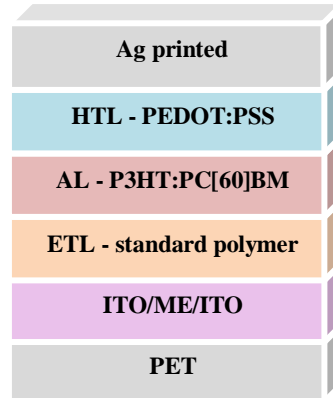 Ag printed
HTL - PEDOT:PSS
AL - P3HT:PC[60]BM
ETL - standard polymer
ITO/ME/ITO
PET